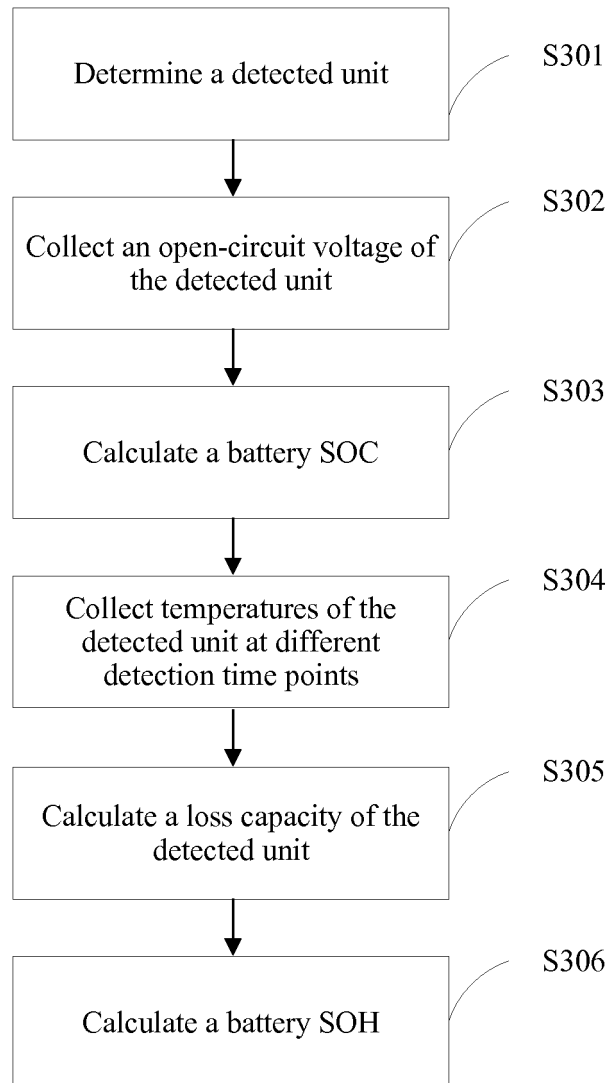 Determine a detected unit
S301
Collect an open-circuit voltage of
the detected unit
S302
Calculate a battery SOC
S303
Collect temperatures of the
detected unit at different
detection time points
S304
Calculate a loss capacity of the
detected unit
S305
Calculate a battery SOH
S306